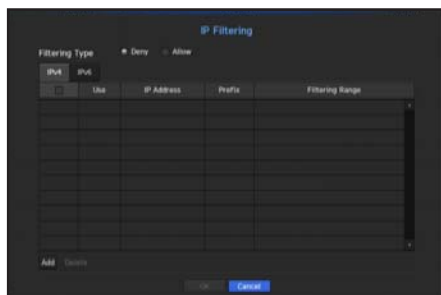 IP Filtering
Filtering Type Deny Allow
IPv4 IPv6
Use IP Address Prefix Filtering Range
Add Delete
OK Cancel